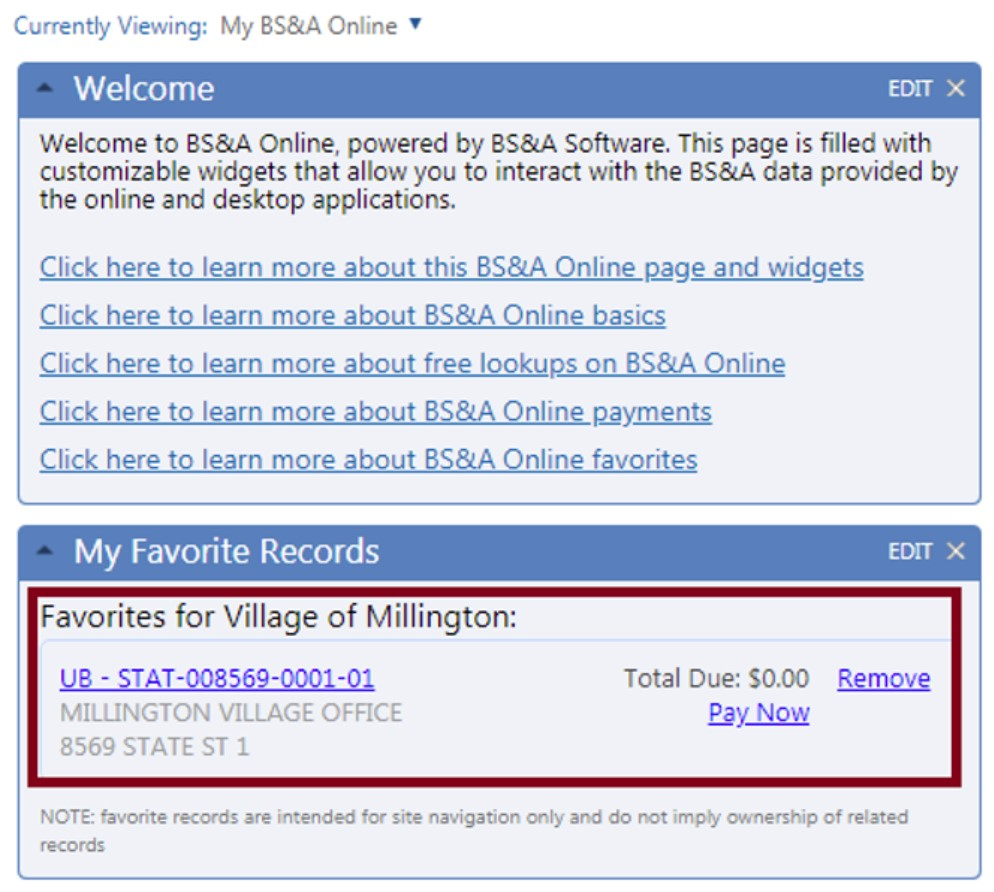 Currently Viewing: My BS&A Online ▼
Welcome EDIT ×
Welcome to BS&A Online, powered by BS&A Software. This page is filled with
customizable widgets that allow you to interact with the BS&A data provided by
the online and desktop applications.
Click here to learn more about this BS&A Online page and widgets
Click here to learn more about BS&A Online basics
Click here to learn more about free lookups on BS&A Online
Click here to learn more about BS&A Online payments
Click here to learn more about BS&A Online favorites
My Favorite Records EDIT ×
Favorites for Village of Millington:
UB - STAT-008569-0001-01 Total Due: $0.00 Remove
MILLINGTON VILLAGE OFFICE Pay Now
8569 STATE ST 1
NOTE: favorite records are intended for site navigation only and do not imply ownership of related
records